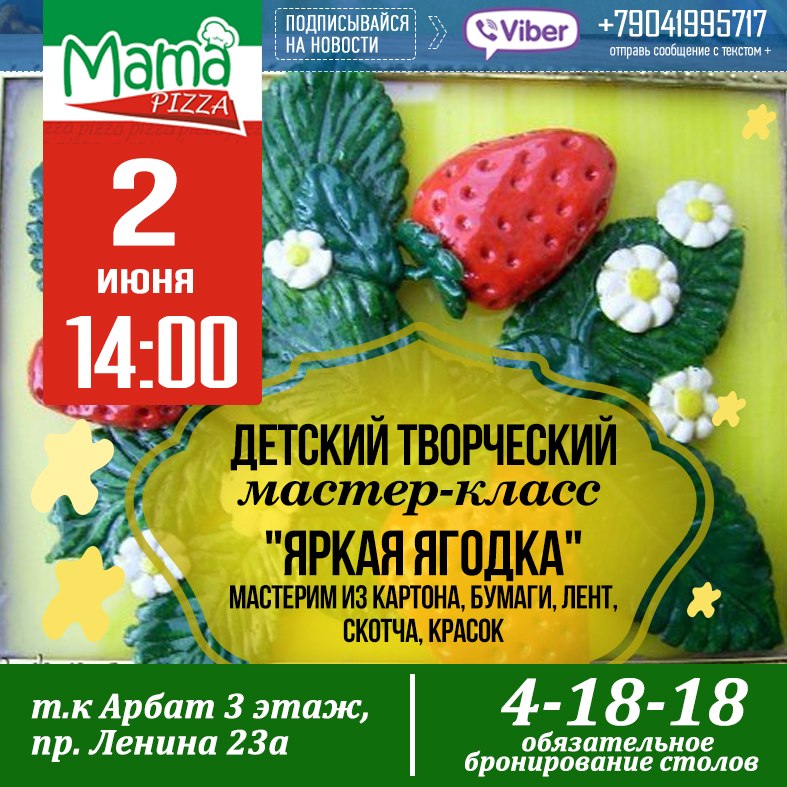 Mama
PIZZA
ПОДПИСЫВАЙСЯ
НА НОВОСТИ
Viber
+79041995717
отправь сообщение с текстом +
2
июня
14:00
ДЕТСКИЙ ТВОРЧЕСКИЙ
мастер-класс
"ЯРКАЯ ЯГОДКА"
МАСТЕРИМ ИЗ КАРТОНА, БУМАГИ, ЛЕНТ,
СКОТЧА, КРАСОК
т.к Арбат 3 этаж,
пр. Ленина 23а
4-18-18
обязательное
бронирование столов